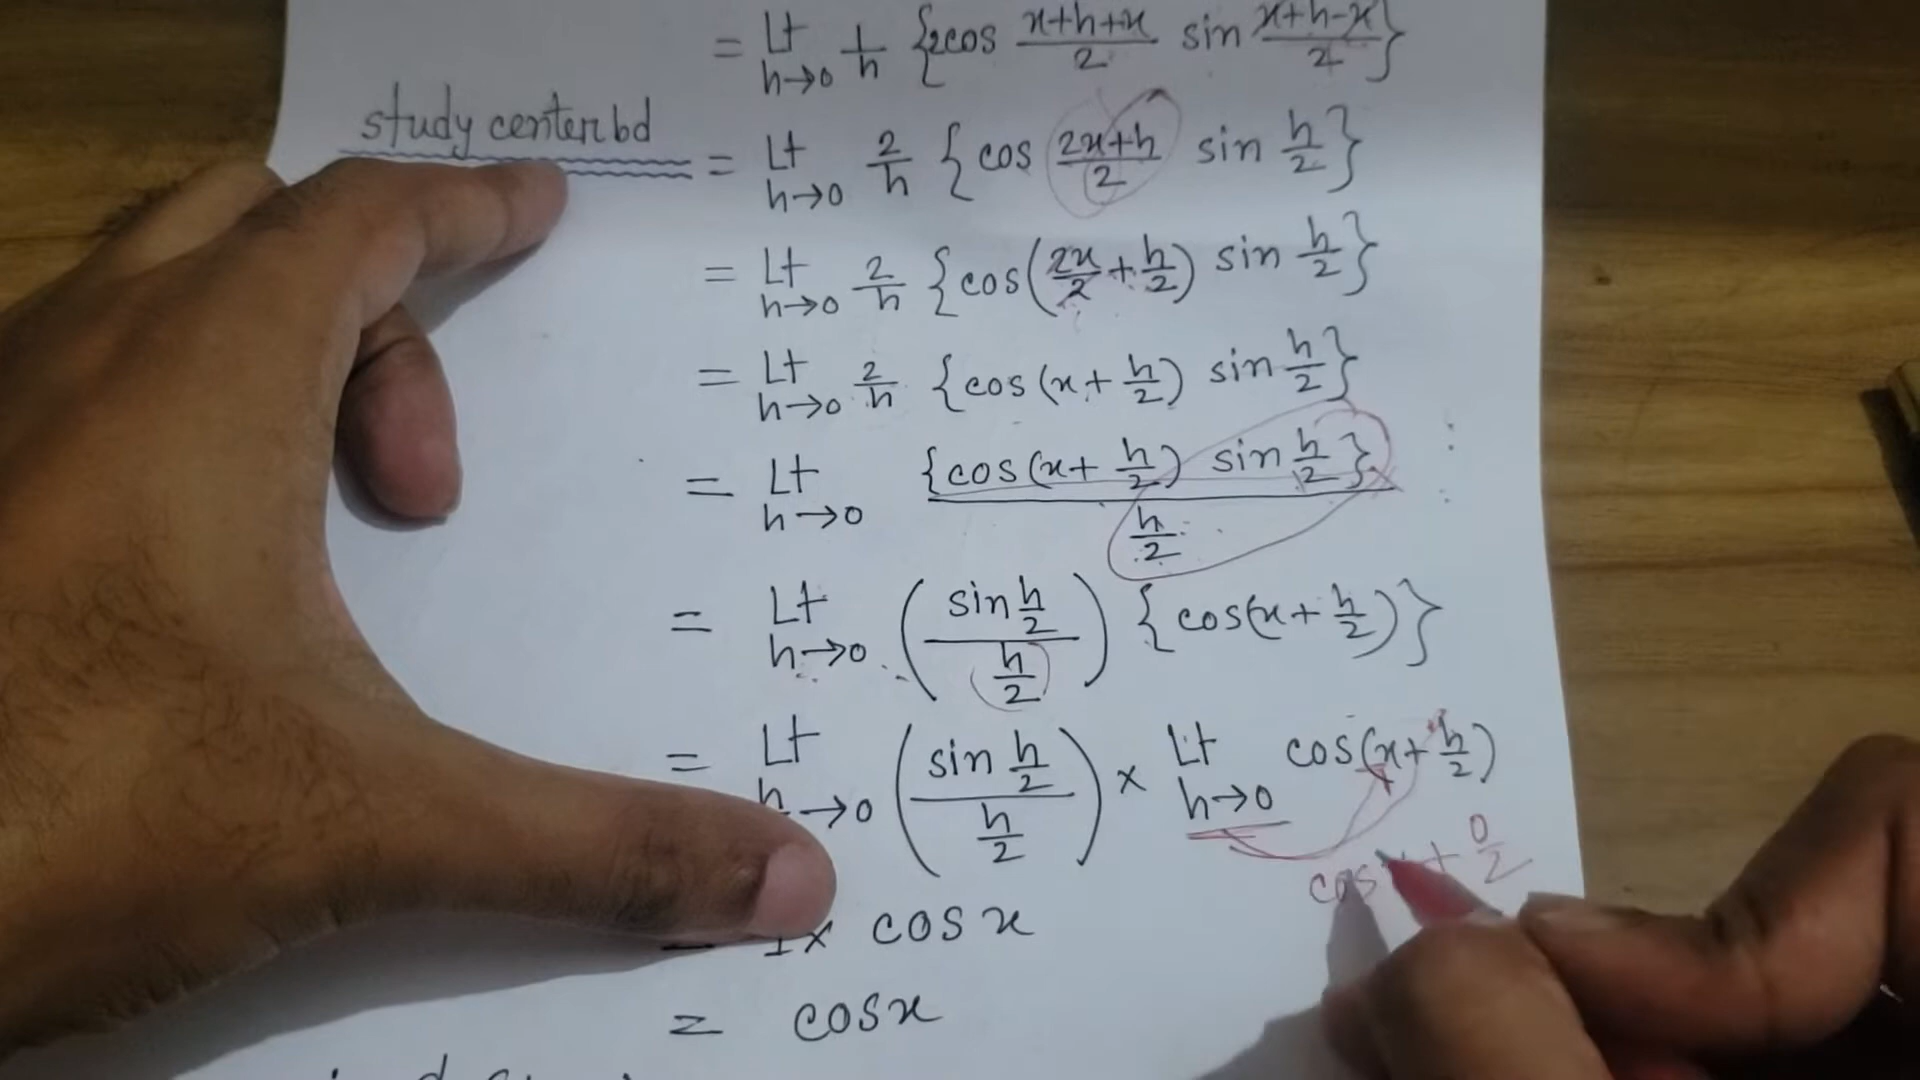 = Lt h→0 1/h {2cos (x+h+x)/2 sin (x+h-x)/2}
study center bd
= Lt h→0 2/h {cos (2x+h)/2 sin h/2}
= Lt h→0 2/h {cos(2x/2 + h/2) sin h/2}
= Lt h→0 2/h {cos(x + h/2) sin h/2}
= Lt h→0 {cos(x + h/2) sin h/2} / (h/2)
= Lt h→0 (sin h/2 / (h/2)) {cos(x + h/2)}
= Lt h→0 (sin h/2 / (h/2)) × Lt h→0 cos(x + h/2)
cos x + 0/2
= 1 × cos x
= cos x